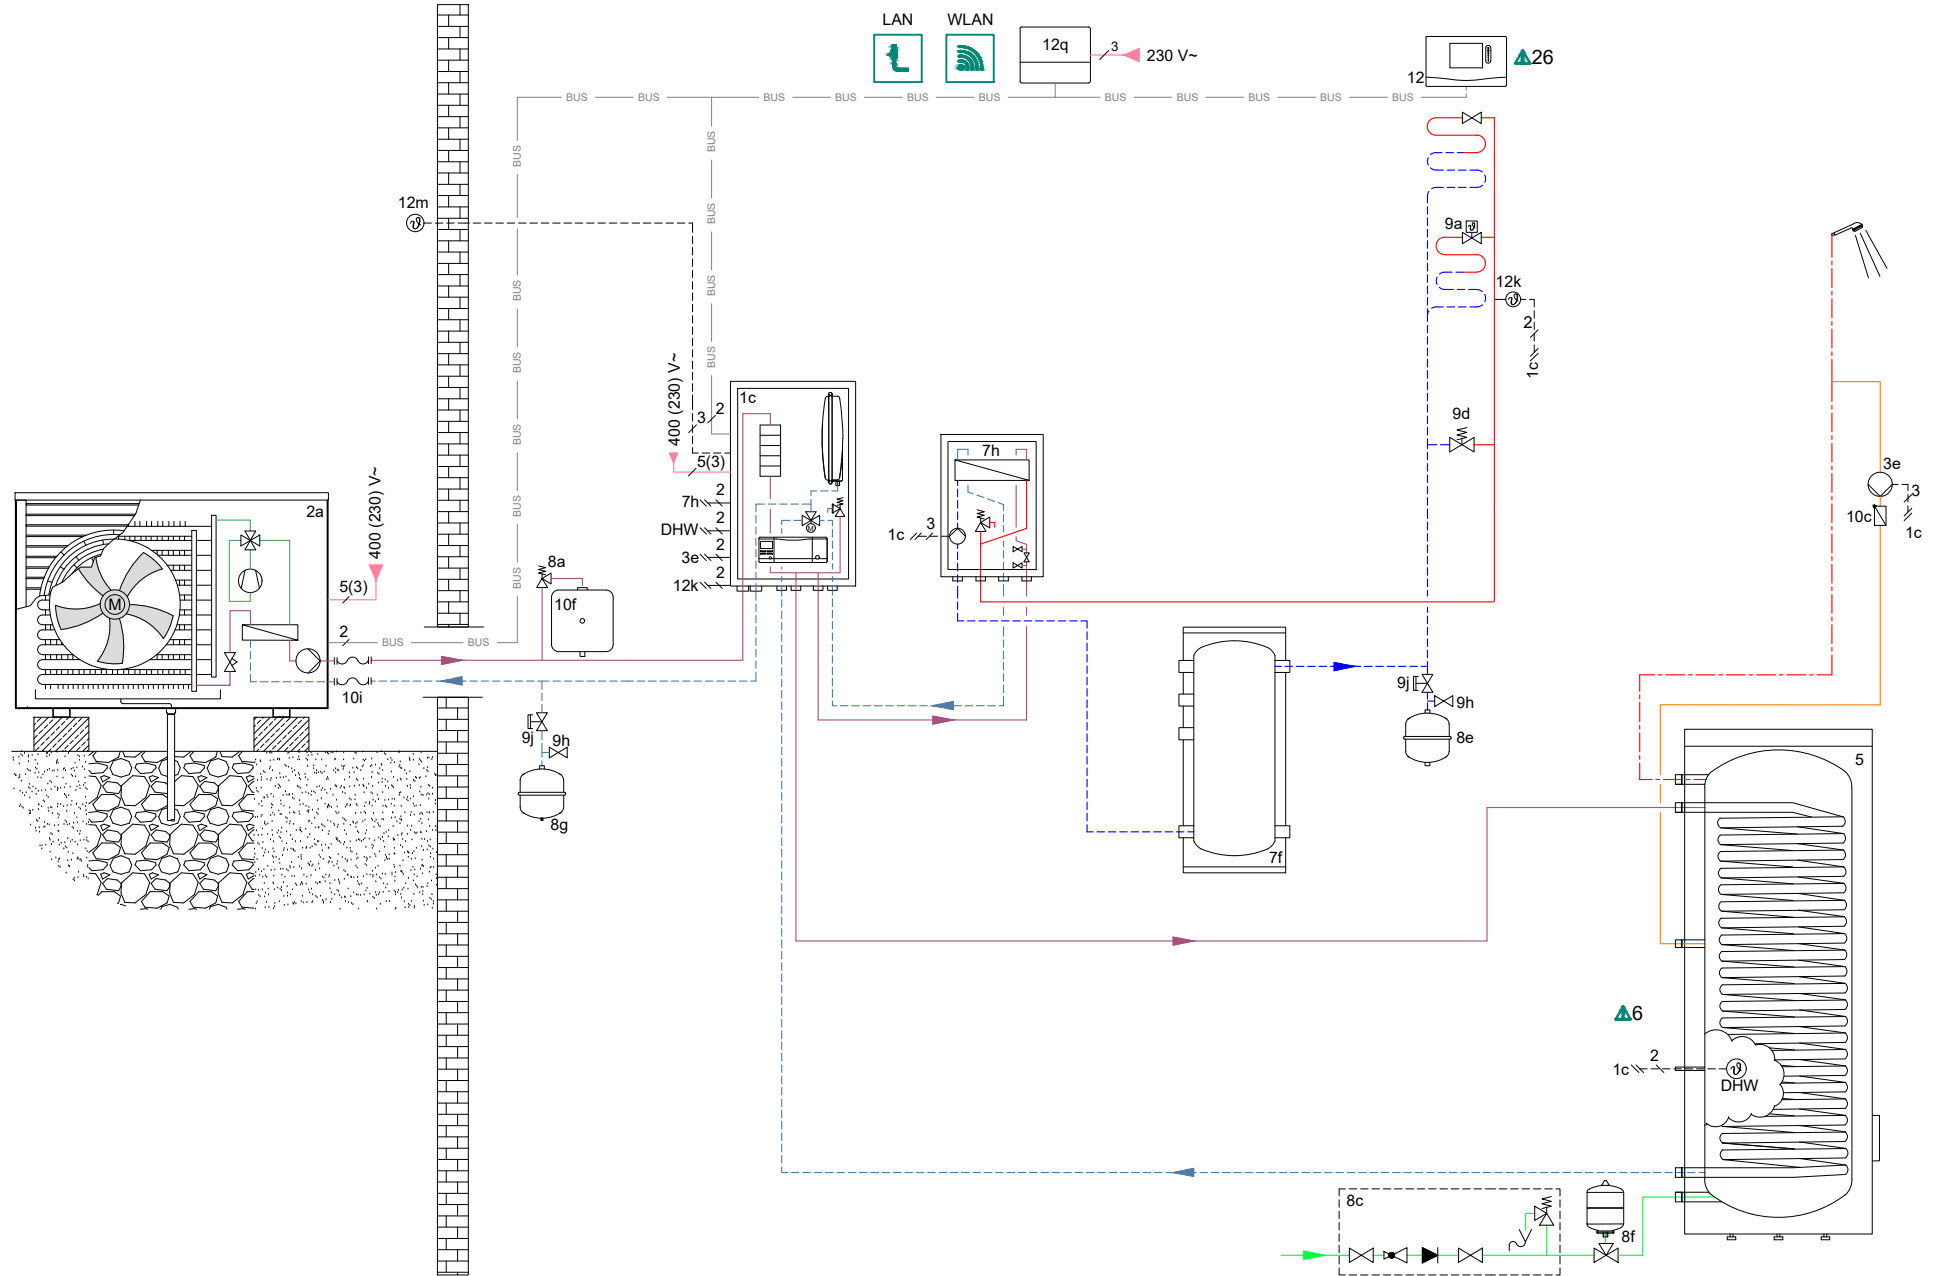 LAN
WLAN
12q
3
230 V~
12
26
BUS BUS BUS BUS BUS BUS BUS BUS BUS BUS BUS BUS
BUS
BUS
BUS
BUS
BUS
BUS
BUS
BUS
BUS
BUS
BUS
12m
9a
12k
2
1c
400 (230) V~
3
2
5(3)
1c
7h
2
DHW
2
3e
2
12k
2
M
7h
1c
3
9d
3e
3
10c
1c
2a
M
400 (230) V~
5(3)
2
BUS
BUS
8a
10f
10i
9j
9h
8g
7f
9j
9h
8e
5
6
1c
2
DHW
8c
8f